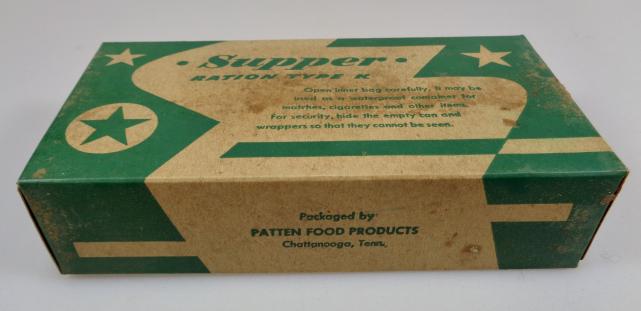 • Supper •
RATION TYPE K
Open inner bag carefully. It may be
used as a waterproof container for
matches, cigarettes and other items.
For security, hide the empty can and
wrappers so that they cannot be seen.
Packaged by
PATTEN FOOD PRODUCTS
Chattanooga, Tenn.